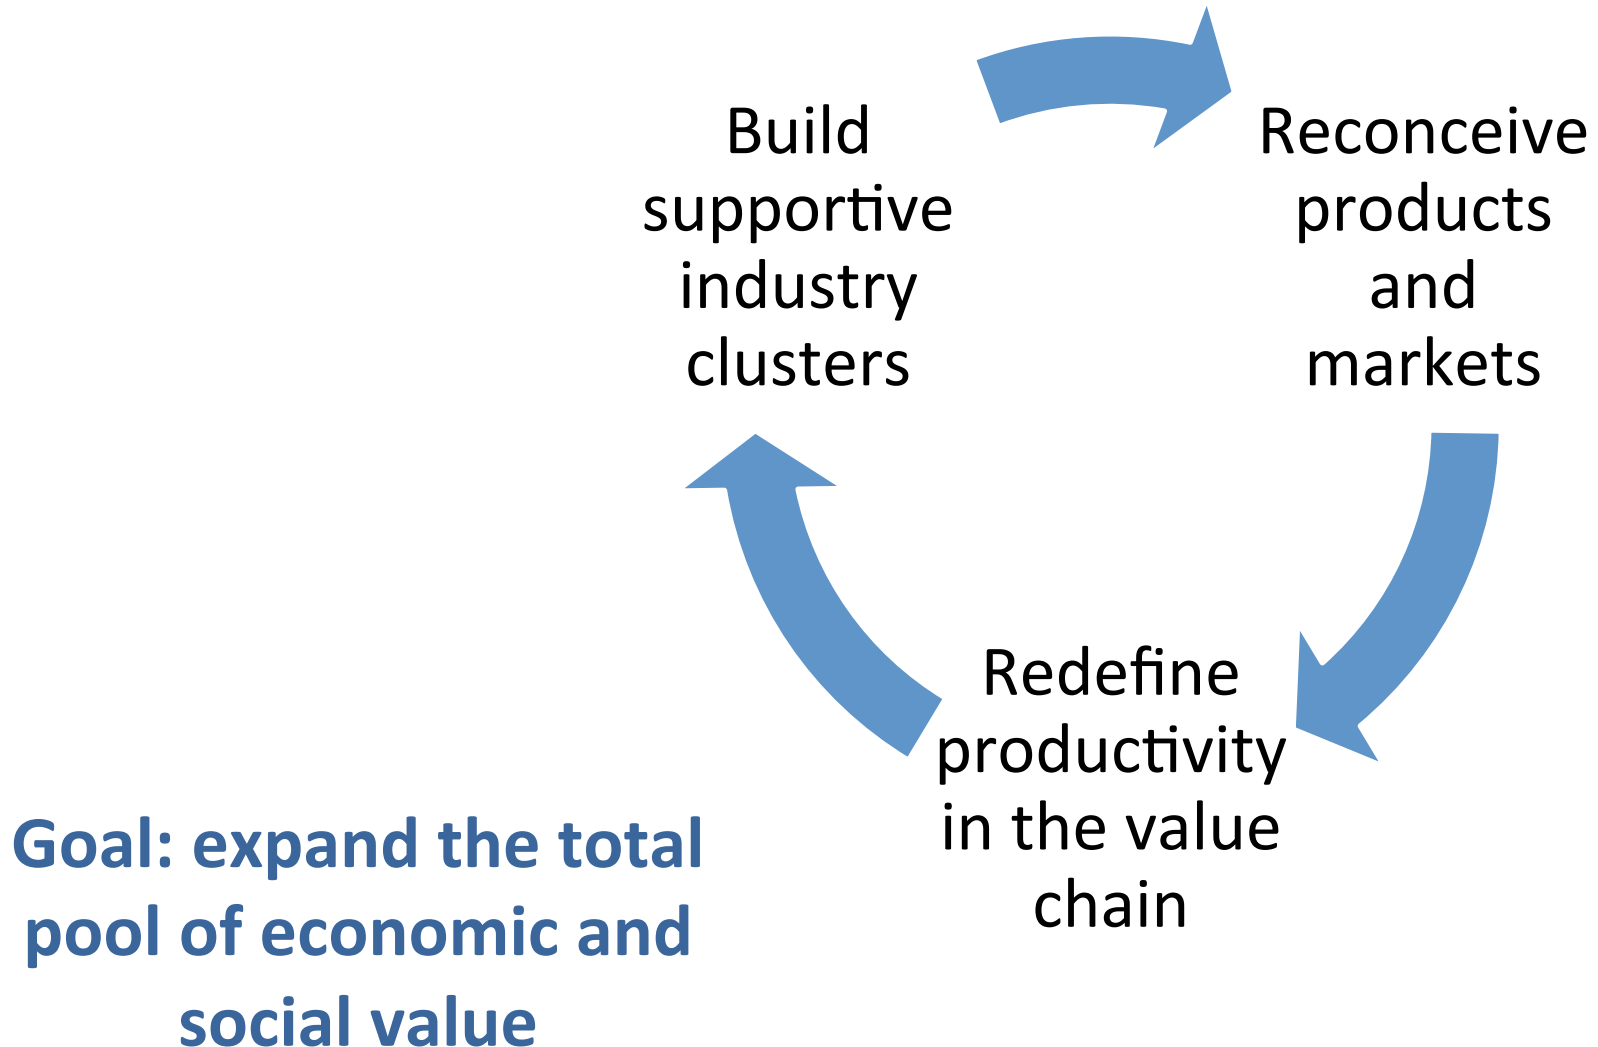 Build
supportive
industry
clusters
Reconceive
products
and
markets
Redefine
productivity
in the value
chain
Goal: expand the total
pool of economic and
social value